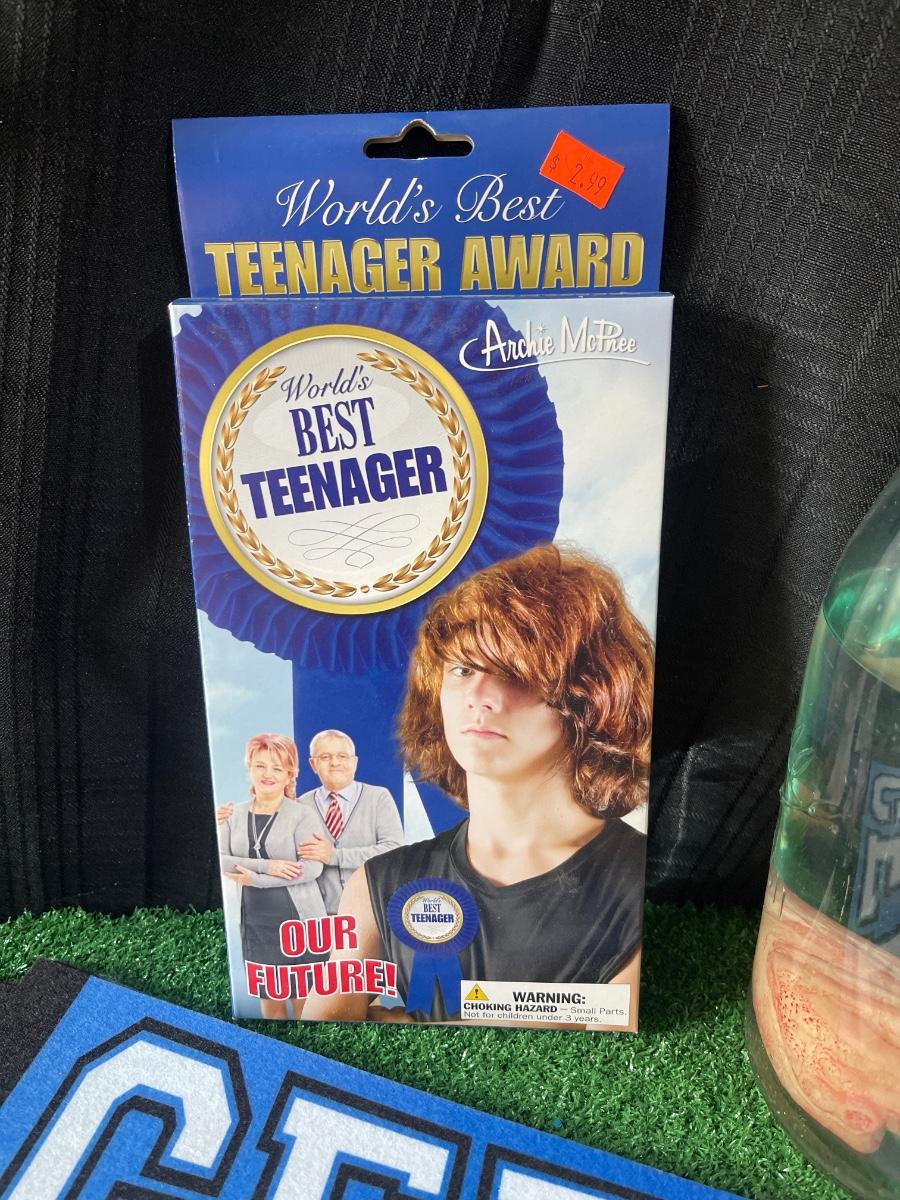 $ 2.99
World's Best
TEENAGER AWARD
Archie McPhee
World's
BEST
TEENAGER
World's
BEST
TEENAGER
OUR
FUTURE!
WARNING:
CHOKING HAZARD – Small Parts.
Not for children under 3 years.